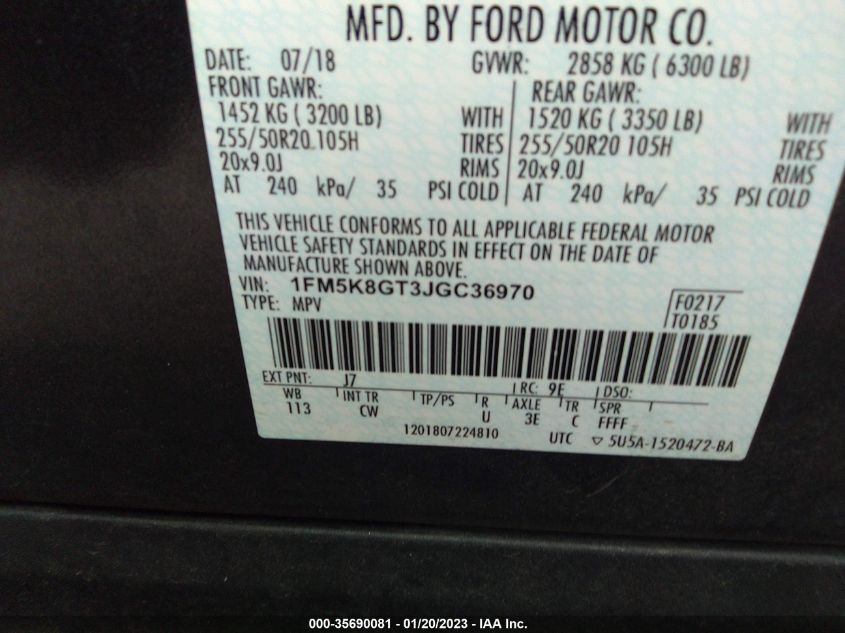 MFD. BY FORD MOTOR CO.
DATE: 07/18 GVWR: 2858 KG ( 6300 LB)
FRONT GAWR: REAR GAWR:
1452 KG ( 3200 LB) WITH 1520 KG ( 3350 LB) WITH
255/50R20 105H TIRES 255/50R20 105H TIRES
20x9.0J RIMS 20x9.0J RIMS
AT 240 kPa/ 35 PSI COLD AT 240 kPa/ 35 PSI COLD
THIS VEHICLE CONFORMS TO ALL APPLICABLE FEDERAL MOTOR
VEHICLE SAFETY STANDARDS IN EFFECT ON THE DATE OF
MANUFACTURE SHOWN ABOVE.
VIN: 1FM5K8GT3JGC36970
TYPE: MPV
F0217
T0185
EXT PNT: J7 RC: 9E DSO:
WB INT TR TP/PS R AXLE TR SPR
113 CW U 3E C FFFF
1201807224810 UTC ▽ 5U5A-1520472-BA
000-35690081 - 01/20/2023 - IAA Inc.